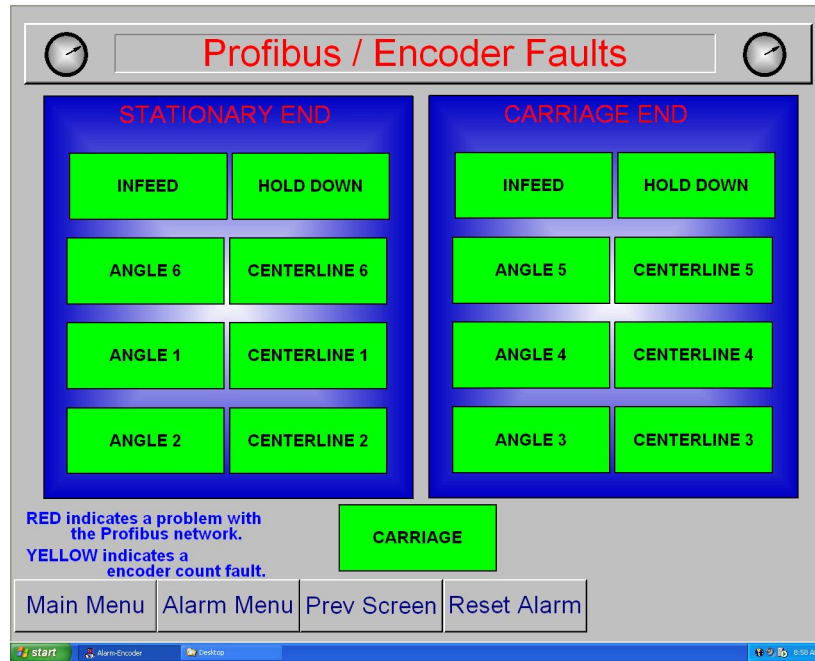 Profibus / Encoder Faults
STATIONARY END
INFEED HOLD DOWN
ANGLE 6 CENTERLINE 6
ANGLE 1 CENTERLINE 1
ANGLE 2 CENTERLINE 2
CARRIAGE END
INFEED HOLD DOWN
ANGLE 5 CENTERLINE 5
ANGLE 4 CENTERLINE 4
ANGLE 3 CENTERLINE 3
RED indicates a problem with
the Profibus network.
YELLOW indicates a
encoder count fault.
CARRIAGE
Main Menu Alarm Menu Prev Screen Reset Alarm
start Alarm-Encoder Desktop 8:58